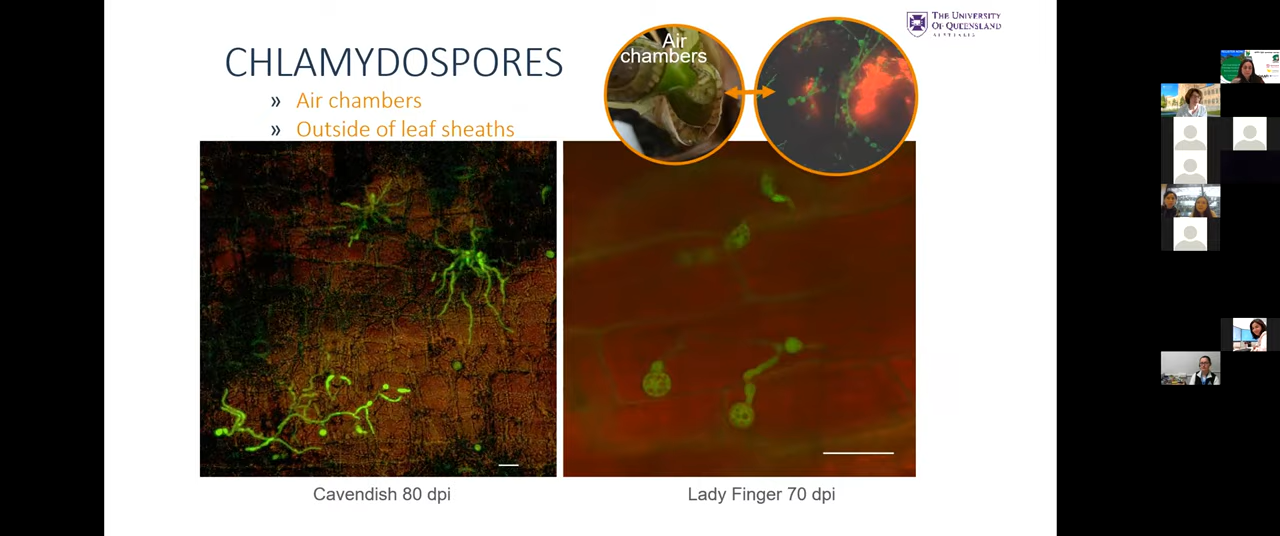 CHLAMYDOSPORES
» Air chambers
» Outside of leaf sheaths
Air
chambers
THE UNIVERSITY
OF QUEENSLAND
AUSTRALIA
Cavendish 80 dpi
Lady Finger 70 dpi